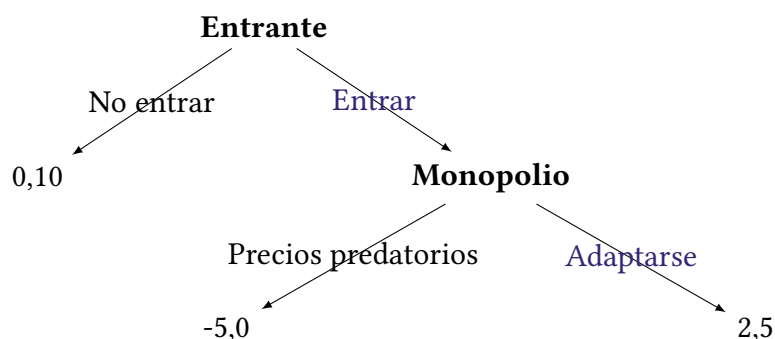 Entrante
No entrar
Entrar
0,10
Monopolio
Precios predatorios
Adaptarse
-5,0
2,5